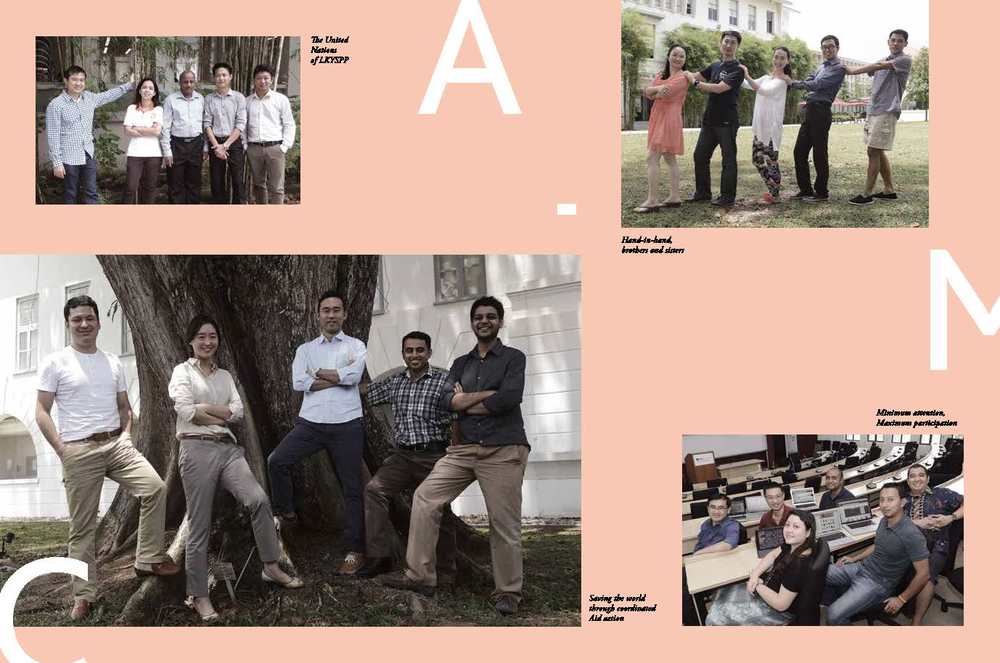 The United
Nations
of LKYSPP
A
.
Hand-in-hand,
brothers and sisters
M
Minimum attention,
Maximum participation
Saving the world
through coordinated
Aid action
C